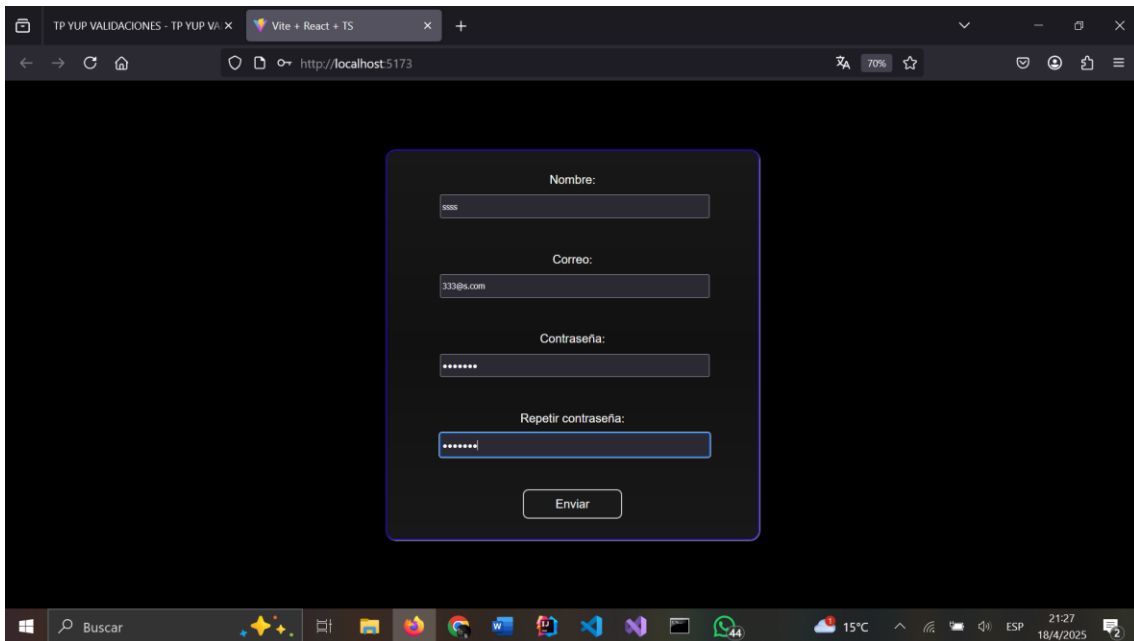 TP YUP VALIDACIONES - TP YUP VAL
Vite + React + TS
http://localhost:5173
70%
Nombre:
ssss
Correo:
333@s.com
Contraseña:
•••••••
Repetir contraseña:
•••••••
Enviar
Buscar
44
15°C
ESP
21:27
18/4/2025
2